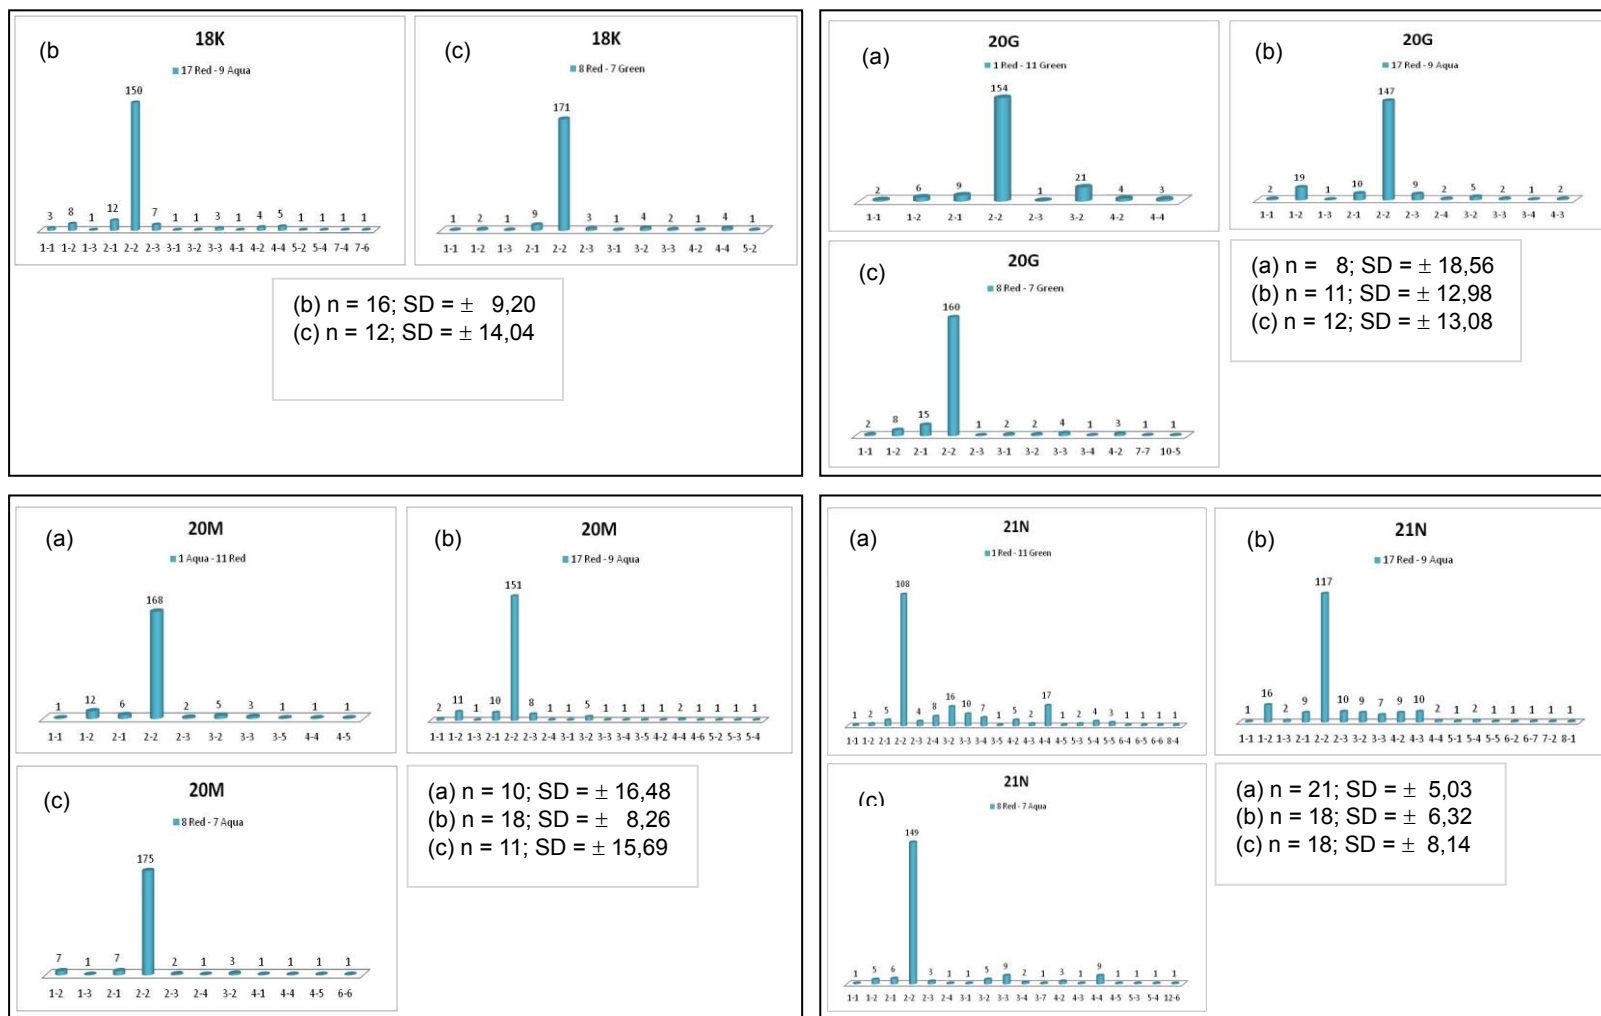 (b
18K
17 Red - 9 Aqua
150
3 8 1 12 7 1 1 3 1 4 5 1 1 1 1
1-1 1-2 1-3 2-1 2-2 2-3 3-1 3-2 3-3 4-1 4-2 4-4 5-2 5-4 7-4 7-6
(c)
18K
8 Red - 7 Green
171
1 2 1 9 3 1 4 2 1 4 1
1-1 1-2 1-3 2-1 2-2 2-3 3-1 3-2 3-3 4-2 4-4 5-2
(b) n = 16; SD = ± 9,20
(c) n = 12; SD = ± 14,04
(a)
20G
1 Red - 11 Green
154
2 6 9 1 21 4 3
1-1 1-2 2-1 2-2 2-3 3-2 4-2 4-4
(b)
20G
17 Red - 9 Aqua
147
2 19 1 10 9 2 5 2 1 2
1-1 1-2 1-3 2-1 2-2 2-3 2-4 3-2 3-3 3-4 4-3
(c)
20G
8 Red - 7 Green
160
2 8 15 1 2 2 4 1 3 1 1
1-1 1-2 2-1 2-2 2-3 3-1 3-2 3-3 3-4 4-2 7-7 10-5
(a) n = 8; SD = ± 18,56
(b) n = 11; SD = ± 12,98
(c) n = 12; SD = ± 13,08
(a)
20M
1 Aqua - 11 Red
168
1 12 6 2 5 3 1 1 1
1-1 1-2 2-1 2-2 2-3 3-2 3-3 3-5 4-4 4-5
(b)
20M
17 Red - 9 Aqua
151
2 11 1 10 8 1 1 5 1 1 1 1 2 1 1 1 1
1-1 1-2 1-3 2-1 2-2 2-3 2-4 3-1 3-2 3-3 3-4 3-5 4-2 4-4 4-6 5-2 5-3 5-4
(c)
20M
8 Red - 7 Aqua
175
7 1 7 2 1 3 1 1 1 1
1-2 1-3 2-1 2-2 2-3 2-4 3-2 4-1 4-4 4-5 6-6
(a) n = 10; SD = ± 16,48
(b) n = 18; SD = ± 8,26
(c) n = 11; SD = ± 15,69
(a)
21N
1 Red - 11 Green
108
1 2 5 4 8 16 10 7 1 5 2 17 1 2 4 3 1 1 1 1
1-1 1-2 2-1 2-2 2-3 2-4 3-2 3-3 3-4 3-5 4-2 4-3 4-4 4-5 5-3 5-4 5-5 6-4 6-5 6-6 8-4
(b)
21N
17 Red - 9 Aqua
117
1 16 2 9 10 9 7 9 10 2 1 2 1 1 1 1 1
1-1 1-2 1-3 2-1 2-2 2-3 3-2 3-3 4-2 4-3 4-4 5-1 5-4 5-5 6-2 6-7 7-2 8-1
(c)
21N
8 Red - 7 Aqua
149
1 5 6 3 1 1 5 9 2 1 3 1 9 1 1 1 1
1-1 1-2 2-1 2-2 2-3 2-4 3-1 3-2 3-3 3-4 3-7 4-2 4-3 4-4 4-5 5-3 5-4 12-6
(a) n = 21; SD = ± 5,03
(b) n = 18; SD = ± 6,32
(c) n = 18; SD = ± 8,14